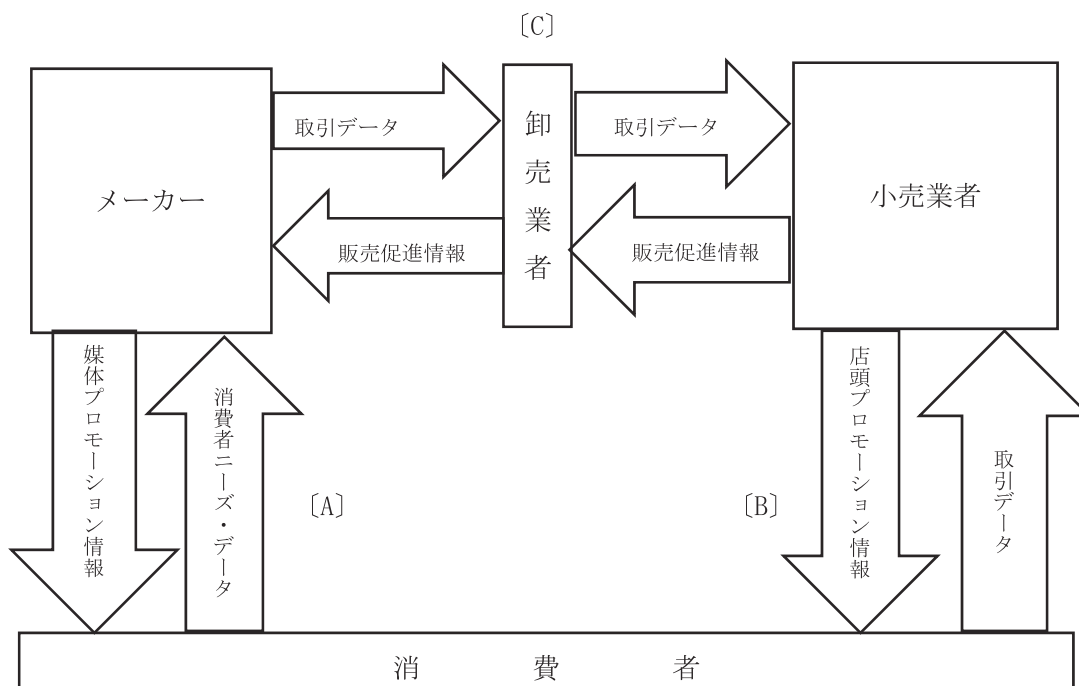 〔C〕
メーカー
取引データ
卸売業者
取引データ
小売業者
販売促進情報
販売促進情報
媒体プロモーション情報
消費者ニーズ・データ
〔A〕
〔B〕
店頭プロモーション情報
取引データ
消費者